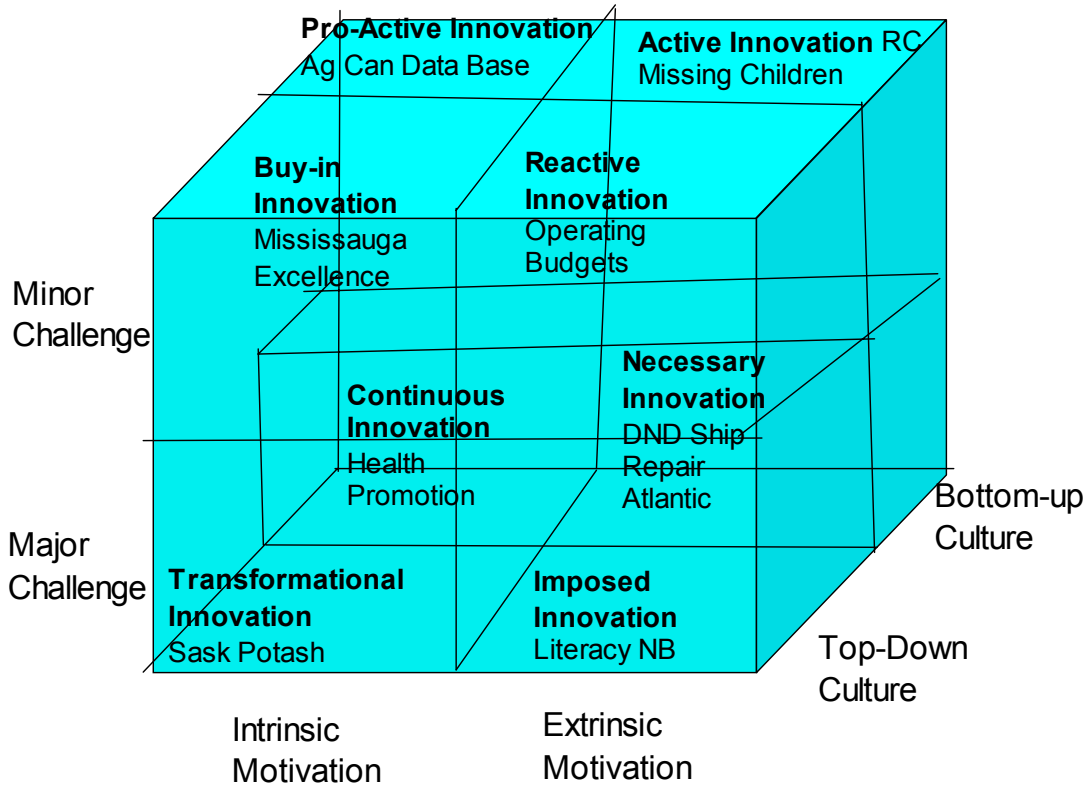 Pro-Active Innovation
Ag Can Data Base
Active Innovation RC
Missing Children
Buy-in
Innovation
Mississauga
Excellence
Reactive
Innovation
Operating
Budgets
Minor
Challenge
Continuous
Innovation
Health
Promotion
Necessary
Innovation
DND Ship
Repair
Atlantic
Bottom-up
Culture
Major
Challenge
Transformational
Innovation
Sask Potash
Imposed
Innovation
Literacy NB
Top-Down
Culture
Intrinsic
Motivation
Extrinsic
Motivation